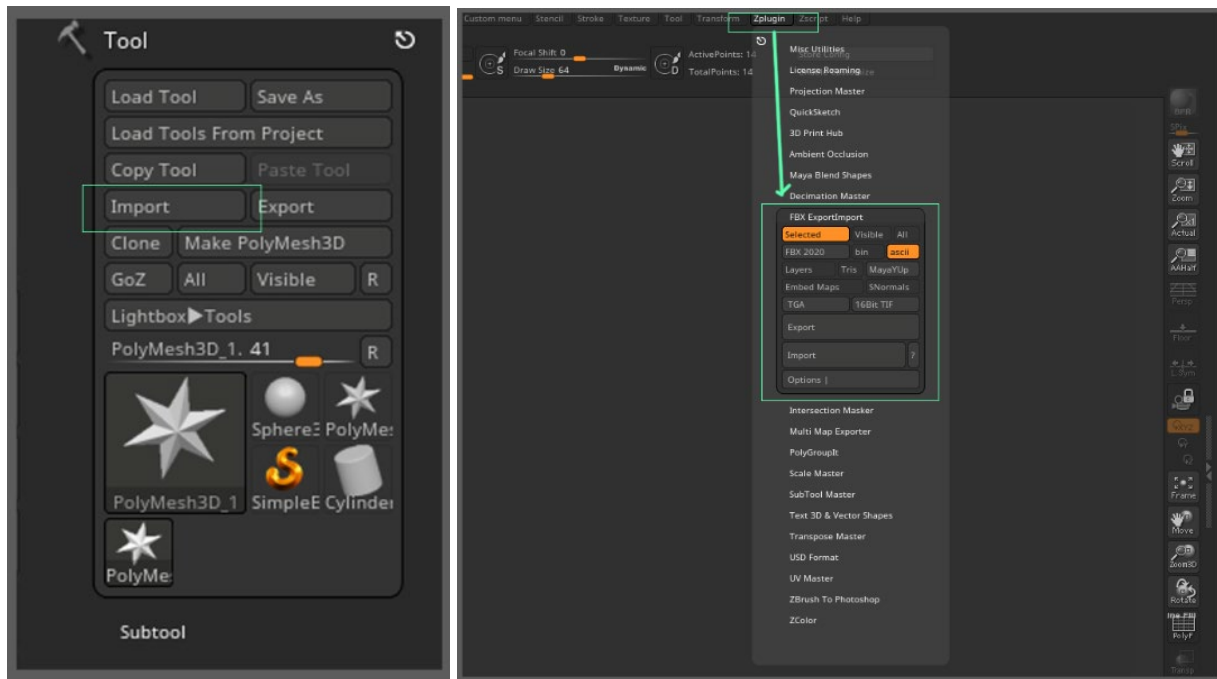 Tool
Load Tool Save As
Load Tools From Project
Copy Tool Paste Tool
Import Export
Clone Make PolyMesh3D
GoZ All Visible R
Lightbox▶Tools
PolyMesh3D_1. 41 R
Sphere3 PolyMe:
PolyMesh3D_1 SimpleE Cylinder
PolyMe:
Subtool
Custom menu Stencil Stroke Texture Tool Transform Zplugin Zscript Help
Focal Shift 0
S Draw Size 64 Dynamic D
ActivePoints: 14
TotalPoints: 14
Misc Utilities
License Roaming
Projection Master
QuickSketch
3D Print Hub
Ambient Occlusion
Maya Blend Shapes
Decimation Master
FBX ExportImport
Selected Visible All
FBX 2020 bin ascii
Layers Tris MayaYUp
Embed Maps SNormals
TGA 16Bit TIF
Export
Import ?
Options |
Intersection Masker
Multi Map Exporter
PolyGroupIt
Scale Master
SubTool Master
Text 3D & Vector Shapes
Transpose Master
USD Format
UV Master
ZBrush To Photoshop
ZColor
BPR
SPix
Scroll
Zoom
Actual
AAHalf
Persp
Floor
L.Sym
Frame
Move
Zoom3D
Rotate
PolyF
Transp